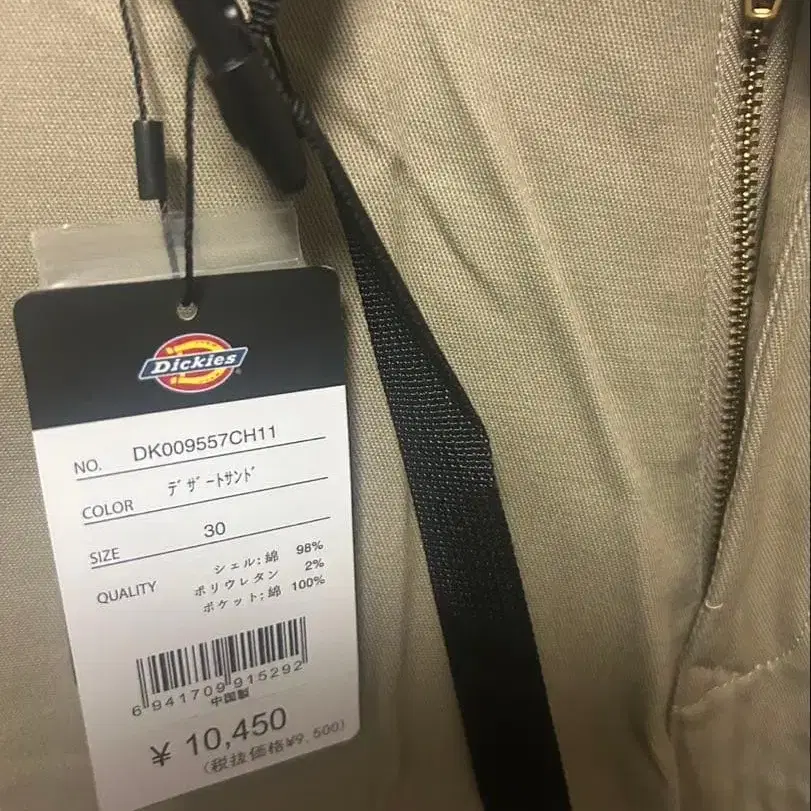 Dickies
NO. DK009557CH11
COLOR ﾃﾞｻﾞｰﾄｻﾝﾄﾞ
SIZE 30
QUALITY シェル:綿 98%
ポリウレタン 2%
ポケット:綿 100%
6 941709 915292
中国製
¥ 10,450
(税抜価格¥9,500)